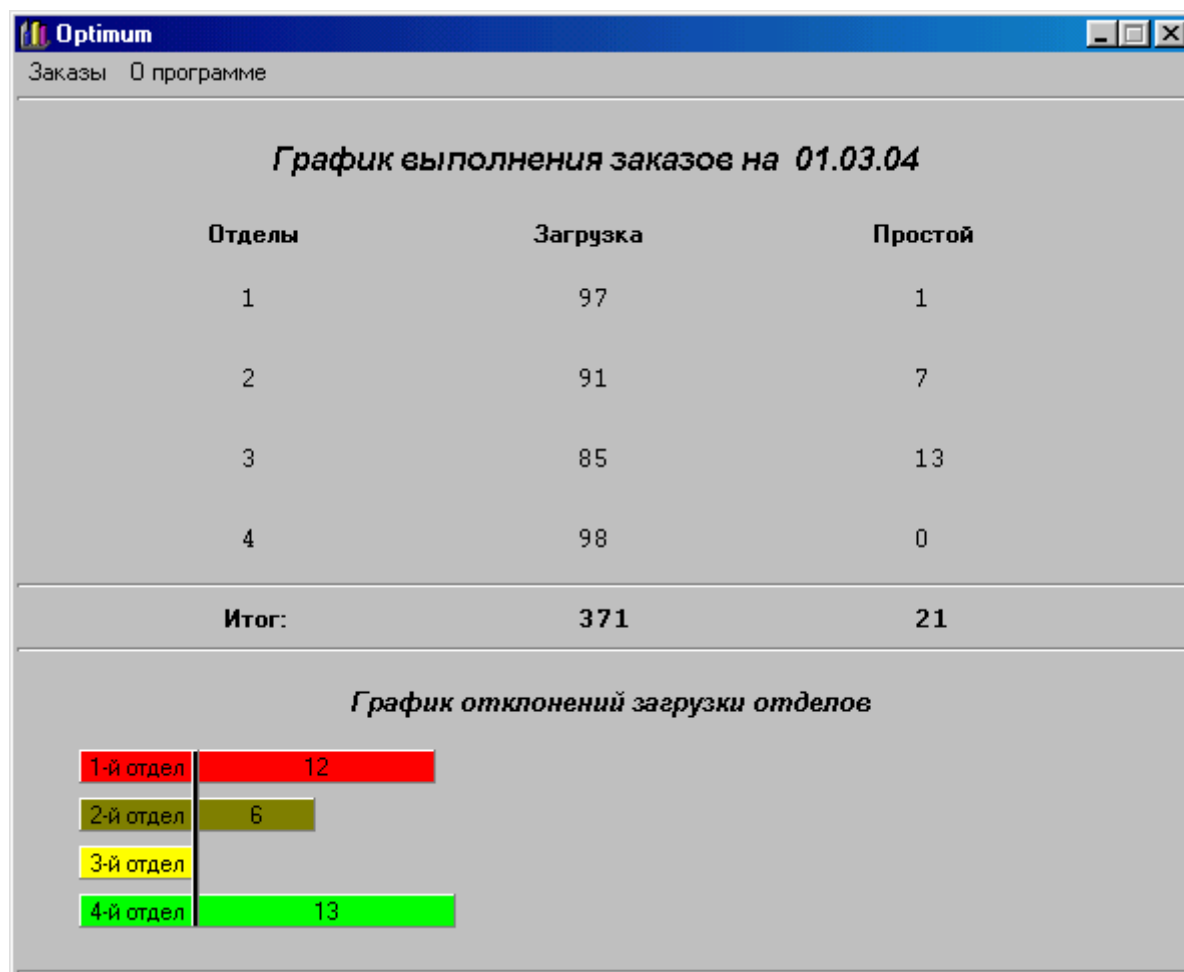 Optimum
Заказы О программе
График выполнения заказов на 01.03.04
Отделы Загрузка Простой
1 97 1
2 91 7
3 85 13
4 98 0
Итог: 371 21
График отклонений загрузки отделов
1-й отдел 12
2-й отдел 6
3-й отдел
4-й отдел 13